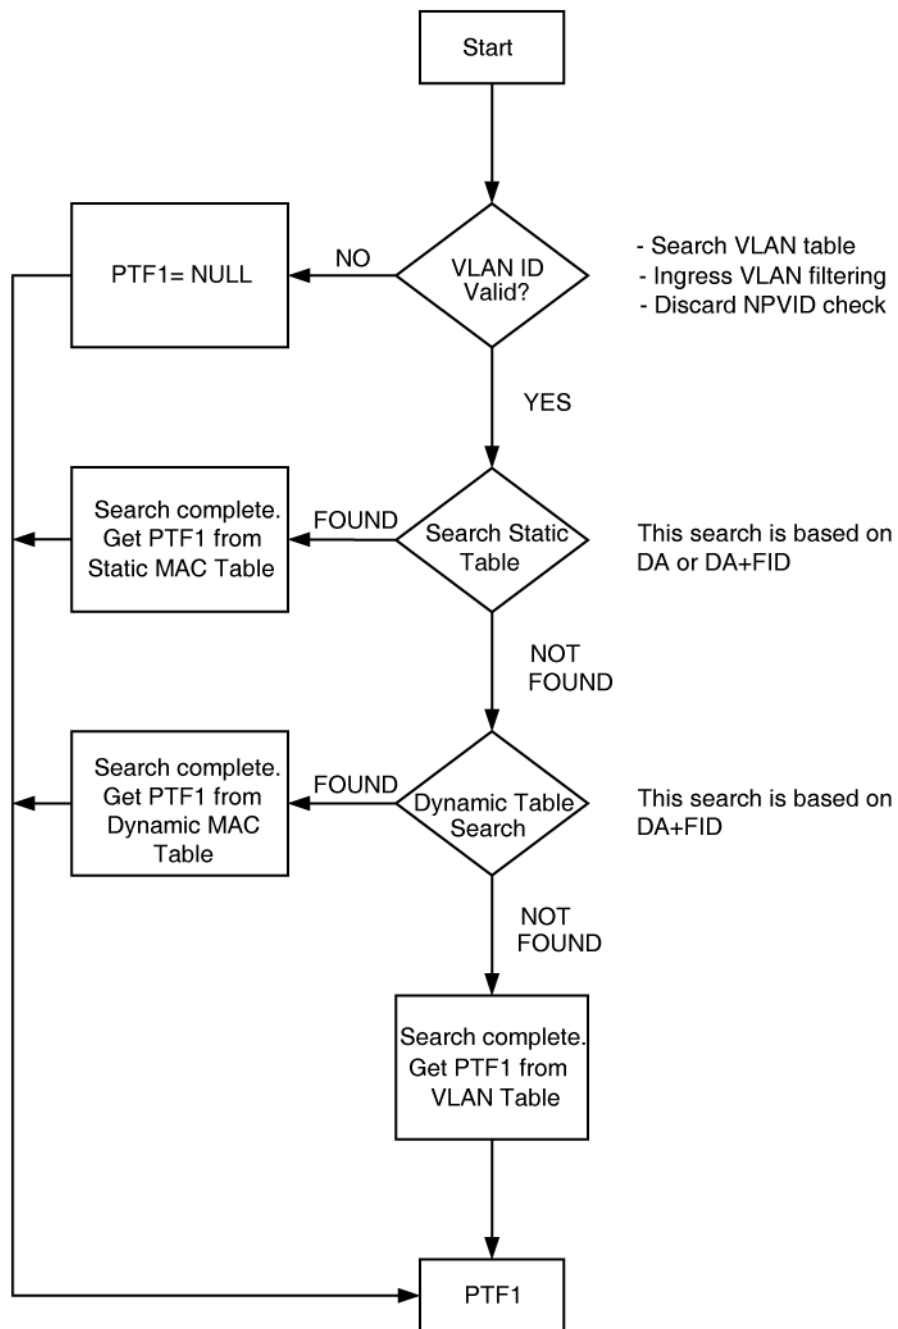 Start
NO
PTF1= NULL
VLAN ID
Valid?
- Search VLAN table
- Ingress VLAN filtering
- Discard NPVID check
YES
Search complete.
Get PTF1 from
Static MAC Table
FOUND
Search Static
Table
This search is based on
DA or DA+FID
NOT
FOUND
Search complete.
Get PTF1 from
Dynamic MAC
Table
FOUND
Dynamic Table
Search
This search is based on
DA+FID
NOT
FOUND
Search complete.
Get PTF1 from
VLAN Table
PTF1